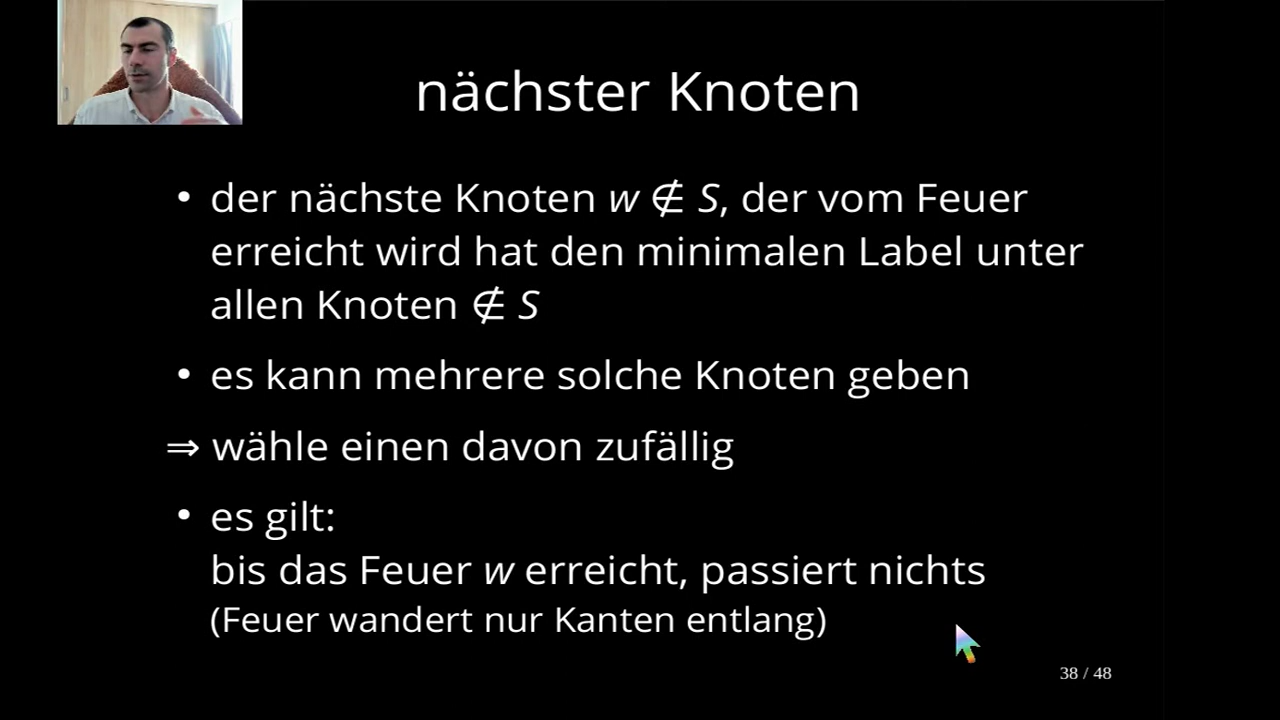 nächster Knoten
• der nächste Knoten w ∉ S, der vom Feuer
erreicht wird hat den minimalen Label unter
allen Knoten ∉ S
• es kann mehrere solche Knoten geben
⇒ wähle einen davon zufällig
• es gilt:
bis das Feuer w erreicht, passiert nichts
(Feuer wandert nur Kanten entlang)
38 / 48